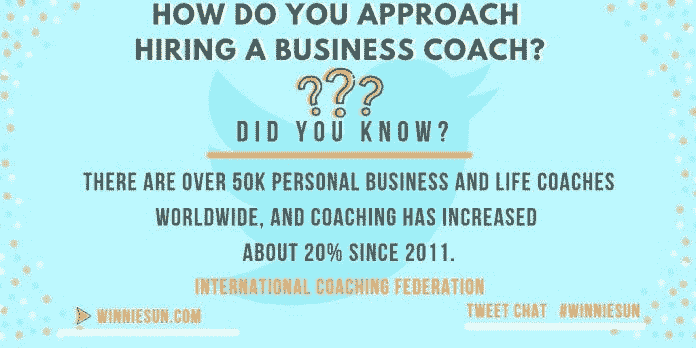 HOW DO YOU APPROACH
HIRING A BUSINESS COACH?
???
DID YOU KNOW?
THERE ARE OVER 50K PERSONAL BUSINESS AND LIFE COACHES
WORLDWIDE, AND COACHING HAS INCREASED
ABOUT 20% SINCE 2011.
INTERNATIONAL COACHING FEDERATION
WINNIESUN.COM
TWEET CHAT #WINNIESUN